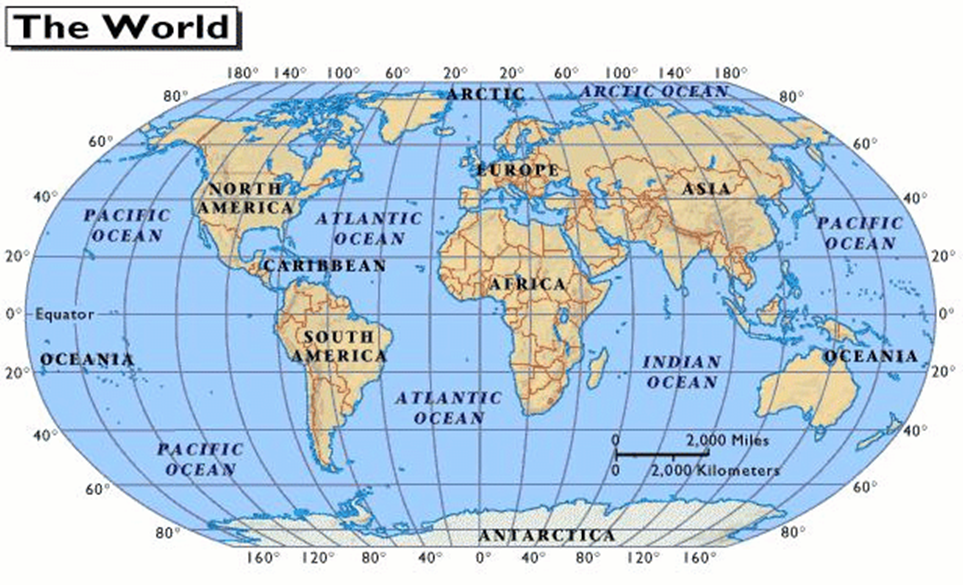 The World
180° 140° 100° 60° 20° 20° 60° 100° 140° 180°
80° ARCTIC ARCTIC OCEAN 80°
60° 60°
EUROPE
NORTH
AMERICA
ASIA
40° 40°
PACIFIC
OCEAN
ATLANTIC
OCEAN
PACIFIC
OCEAN
20° 20°
CARIBBEAN
AFRICA
0° Equator 0°
SOUTH
AMERICA
OCEANIA
INDIAN
OCEAN
OCEANIA
20° 20°
ATLANTIC
OCEAN
40° 40°
0 2,000 Miles
0 2,000 Kilometers
PACIFIC
OCEAN
60° 60°
80° ANTARCTICA 80°
160° 120° 80° 40° 0° 40° 80° 120° 160°